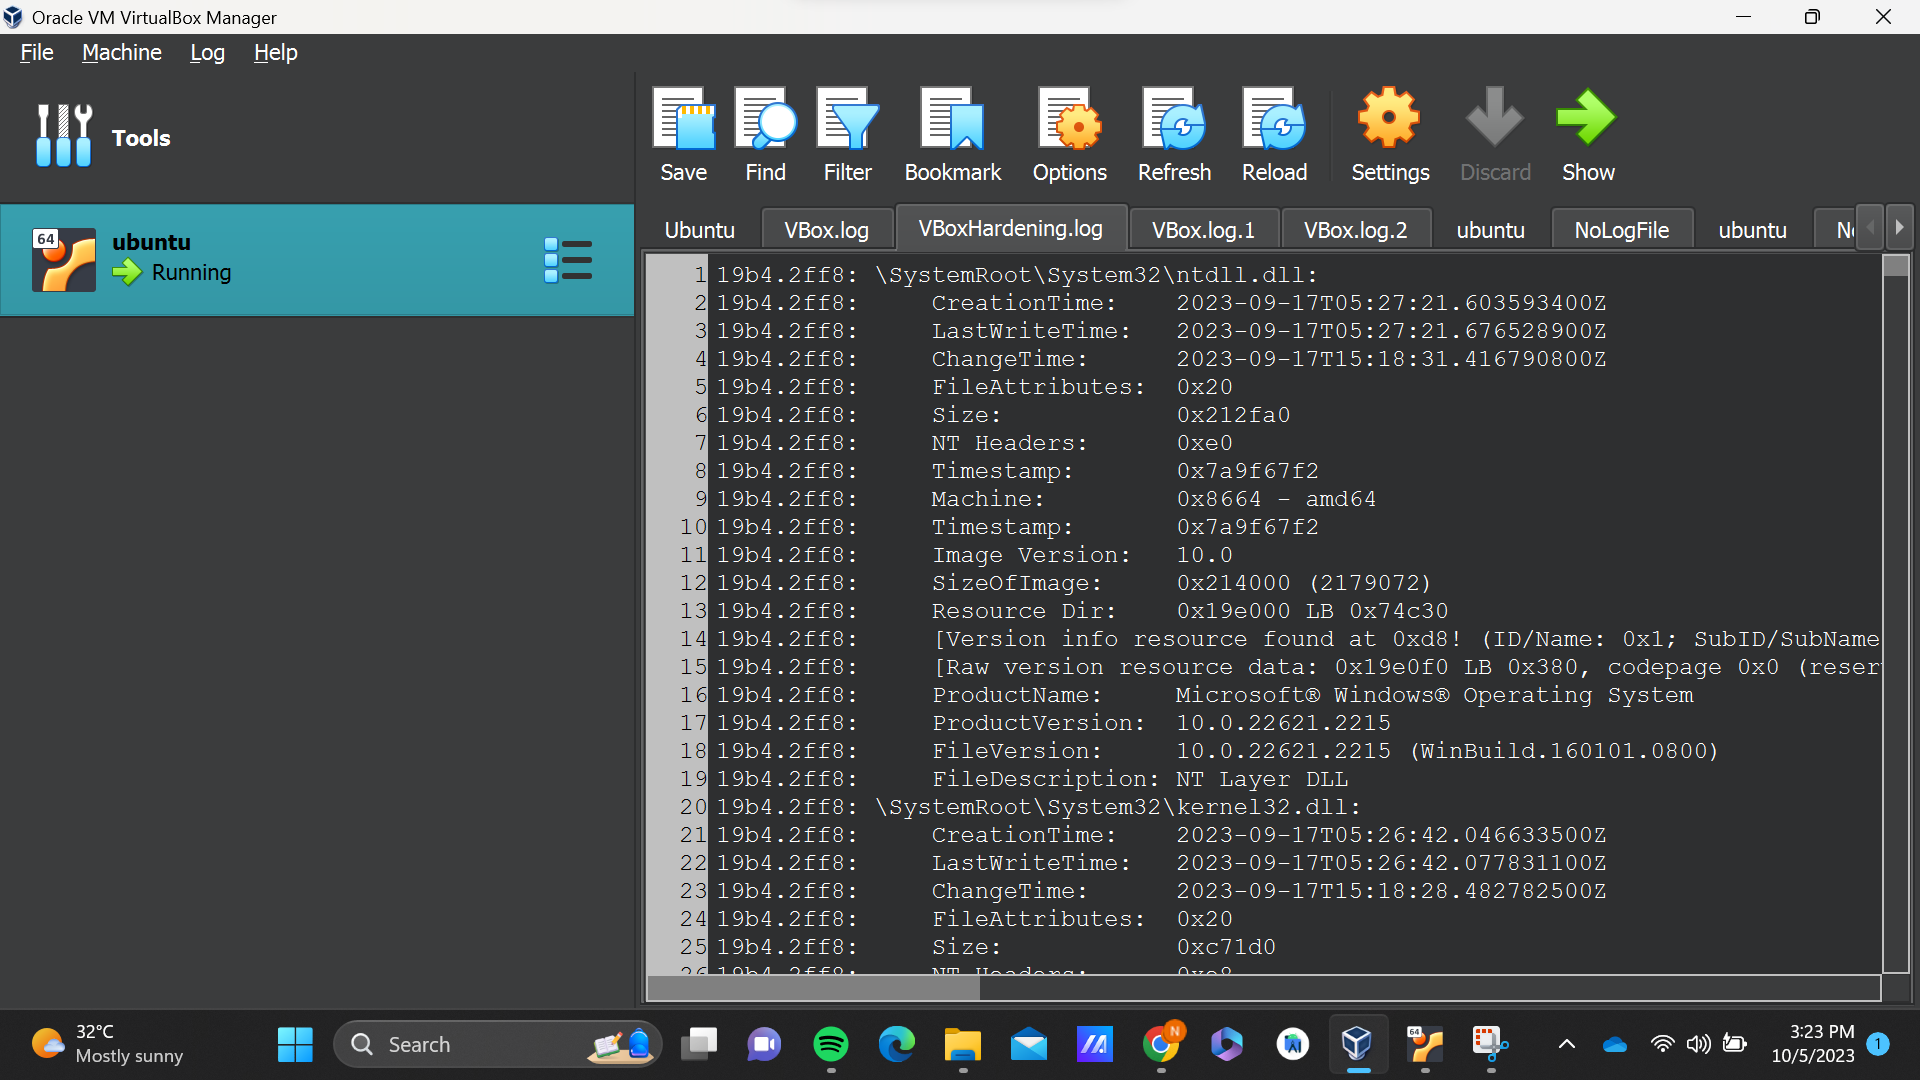 Oracle VM VirtualBox Manager
File Machine Log Help
Tools
Save Find Filter Bookmark Options Refresh Reload Settings Discard Show
64
ubuntu
Running
Ubuntu VBox.log VBoxHardening.log VBox.log.1 VBox.log.2 ubuntu NoLogFile ubuntu
1 19b4.2ff8: \SystemRoot\System32\ntdll.dll:
2 19b4.2ff8: CreationTime: 2023-09-17T05:27:21.603593400Z
3 19b4.2ff8: LastWriteTime: 2023-09-17T05:27:21.676528900Z
4 19b4.2ff8: ChangeTime: 2023-09-17T15:18:31.416790800Z
5 19b4.2ff8: FileAttributes: 0x20
6 19b4.2ff8: Size: 0x212fa0
7 19b4.2ff8: NT Headers: 0xe0
8 19b4.2ff8: Timestamp: 0x7a9f67f2
9 19b4.2ff8: Machine: 0x8664 - amd64
10 19b4.2ff8: Timestamp: 0x7a9f67f2
11 19b4.2ff8: Image Version: 10.0
12 19b4.2ff8: SizeOfImage: 0x214000 (2179072)
13 19b4.2ff8: Resource Dir: 0x19e000 LB 0x74c30
14 19b4.2ff8: [Version info resource found at 0xd8! (ID/Name: 0x1; SubID/SubName
15 19b4.2ff8: [Raw version resource data: 0x19e0f0 LB 0x380, codepage 0x0 (reser
16 19b4.2ff8: ProductName: Microsoft® Windows® Operating System
17 19b4.2ff8: ProductVersion: 10.0.22621.2215
18 19b4.2ff8: FileVersion: 10.0.22621.2215 (WinBuild.160101.0800)
19 19b4.2ff8: FileDescription: NT Layer DLL
20 19b4.2ff8: \SystemRoot\System32\kernel32.dll:
21 19b4.2ff8: CreationTime: 2023-09-17T05:26:42.046633500Z
22 19b4.2ff8: LastWriteTime: 2023-09-17T05:26:42.077831100Z
23 19b4.2ff8: ChangeTime: 2023-09-17T15:18:28.482782500Z
24 19b4.2ff8: FileAttributes: 0x20
25 19b4.2ff8: Size: 0xc71d0
26 19b4.2ff8: NT Headers: 0xe8
32°C
Mostly sunny
Search
N
64
3:23 PM
10/5/2023
1